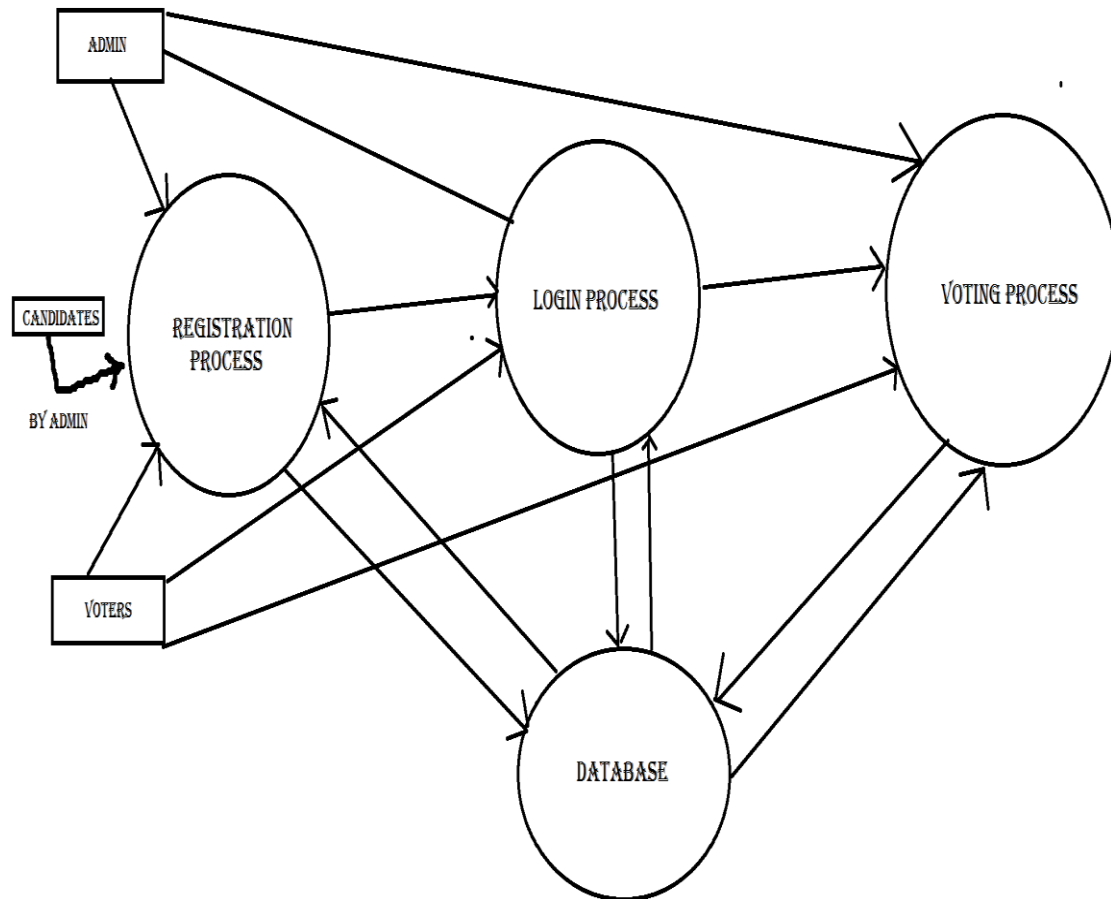 ADMIN
CANDIDATES
BY ADMIN
REGISTRATION
PROCESS
LOGIN PROCESS
VOTING PROCESS
VOTERS
DATABASE